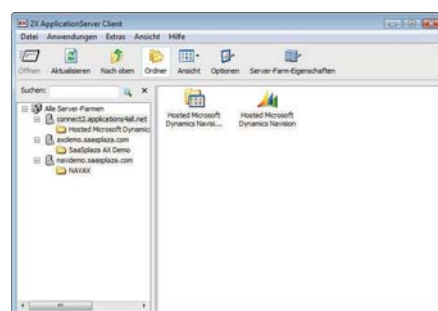 2X ApplicationServer Client
Datei Anwendungen Extras Ansicht Hilfe
Öffnen Aktualisieren Nach oben Ordner Ansicht Optionen Server-Farm-Eigenschaften
Suchen:
Alle Server-Farmen
connect2.applications4all.net
Hosted Microsoft Dynamic
axdemo.saasplaza.com
SaaSplaza AX Demo
navdemo.saasplaza.com
NAVAX
Hosted Microsoft
Dynamics Navisi...
Hosted Microsoft
Dynamics Navision